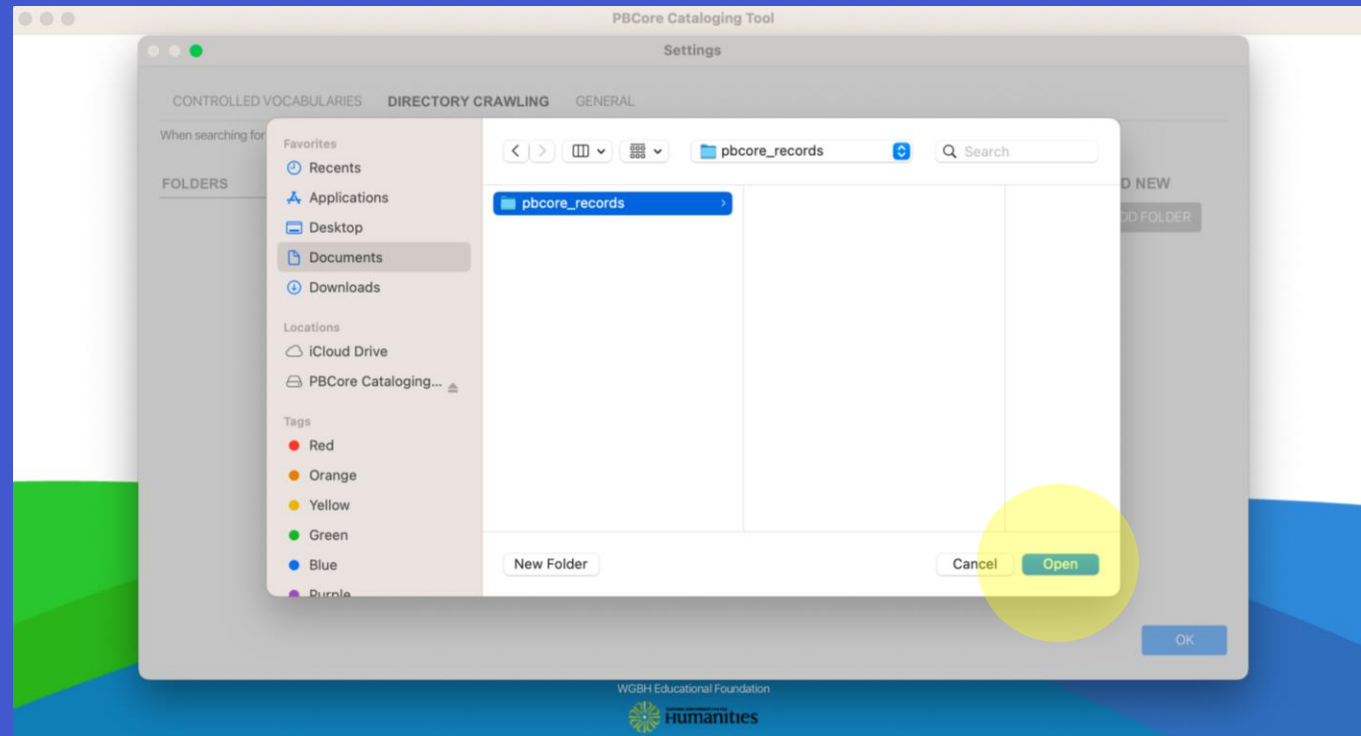 PBCore Cataloging Tool
Settings
CONTROLLED VOCABULARIES DIRECTORY CRAWLING GENERAL
When searching for
FOLDERS
D NEW
DD FOLDER
Favorites
Recents
Applications
Desktop
Documents
Downloads
Locations
iCloud Drive
PBCore Cataloging...
Tags
Red
Orange
Yellow
Green
Blue
Purple
pbcore_records
Search
pbcore_records
New Folder
Cancel
Open
OK
WGBH Educational Foundation
Humanities